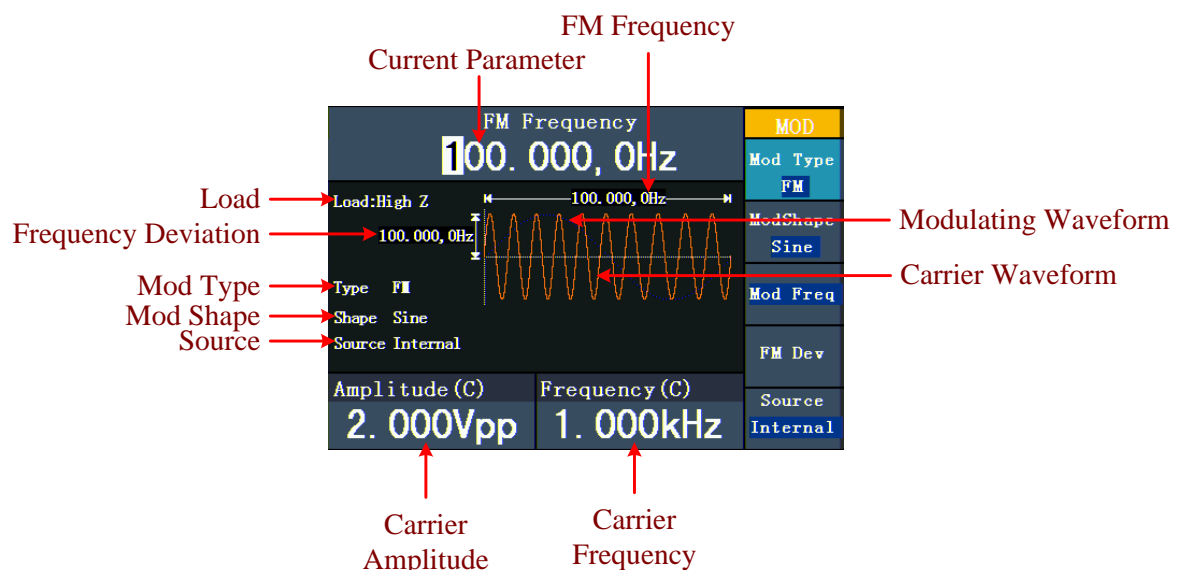 FM Frequency
Current Parameter
FM Frequency
100.000,0Hz
MOD
Mod Type
FM
ModShape
Sine
Mod Freq
FM Dev
Source
Internal
Load
Load:High Z
100.000,0Hz
Frequency Deviation
100.000,0Hz
Modulating Waveform
Carrier Waveform
Mod Type
Type FM
Mod Shape
Shape Sine
Source
Source Internal
Amplitude(C)
2.000Vpp
Frequency(C)
1.000kHz
Carrier
Amplitude
Carrier
Frequency